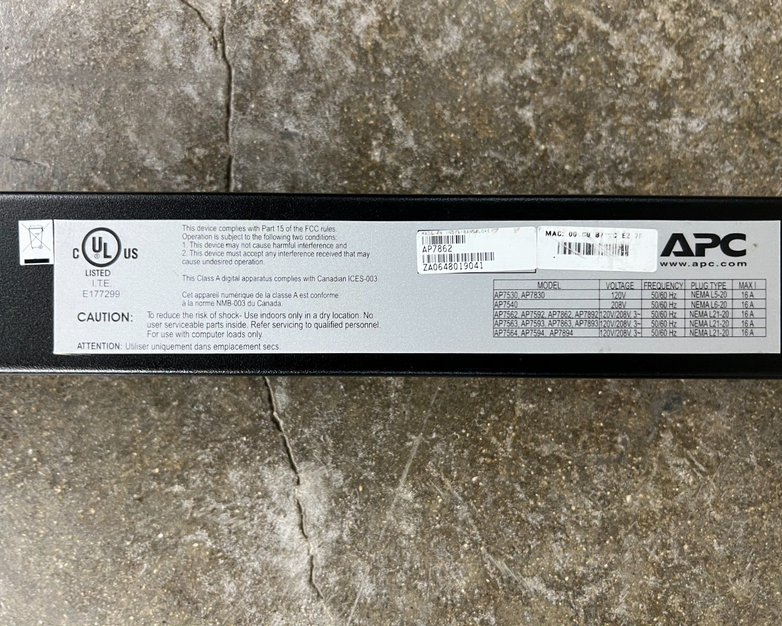 C UL US
LISTED
I.T.E.
E177299
This device complies with Part 15 of the FCC rules.
Operation is subject to the following two conditions:
1. This device may not cause harmful interference and
2. This device must accept any interference received that may
cause undesired operation.
This Class A digital apparatus complies with Canadian ICES-003
Cet appareil numérique de la classe A est conforme
à la norme NMB-003 du Canada.
CAUTION: To reduce the risk of shock- Use indoors only in a dry location. No
user serviceable parts inside. Refer servicing to qualified personnel.
For use with computer loads only.
ATTENTION: Utiliser uniquement dans emplacement secs.
AP7862
ZA0648019041
MAC: 00 B7 E2
APC
www.apc.com
MODEL VOLTAGE FREQUENCY PLUG TYPE MAX I
AP7530, AP7830 120V 50/60 Hz NEMA L5-20 16 A
AP7540 208V 50/60 Hz NEMA L6-20 16 A
AP7562, AP7592, AP7862, AP7892 120V/208V, 3~ 50/60 Hz NEMA L21-20 16 A
AP7563, AP7593, AP7863, AP7893 120V/208V, 3~ 50/60 Hz NEMA L21-20 16 A
AP7564, AP7594, AP7894 120V/208V, 3~ 50/60 Hz NEMA L21-20 16 A